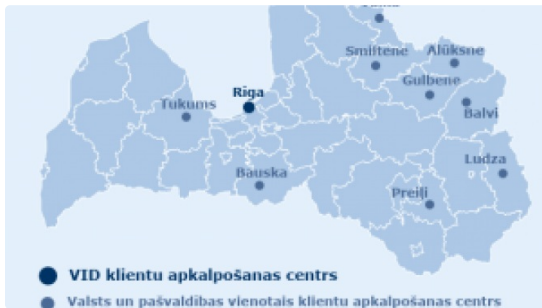 Smiltene
Alūksne
Gulbene
Rīga
Tukums
Balvi
Ludza
Bauska
Preiļi
VID klientu apkalpošanas centrs
Valsts un pašvaldības vienotais klientu apkalpošanas centrs